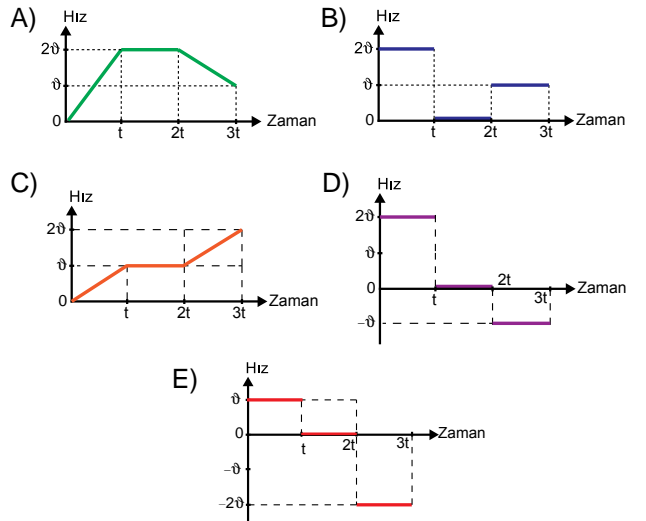 A)
Hız
2ϑ
ϑ
0
t
2t
3t
Zaman
B)
Hız
2ϑ
ϑ
0
t
2t
3t
Zaman
C)
Hız
2ϑ
ϑ
0
t
2t
3t
Zaman
D)
Hız
2ϑ
ϑ
0
t
2t
3t
Zaman
−ϑ
E)
Hız
ϑ
0
t
2t
3t
Zaman
−ϑ
−2ϑ